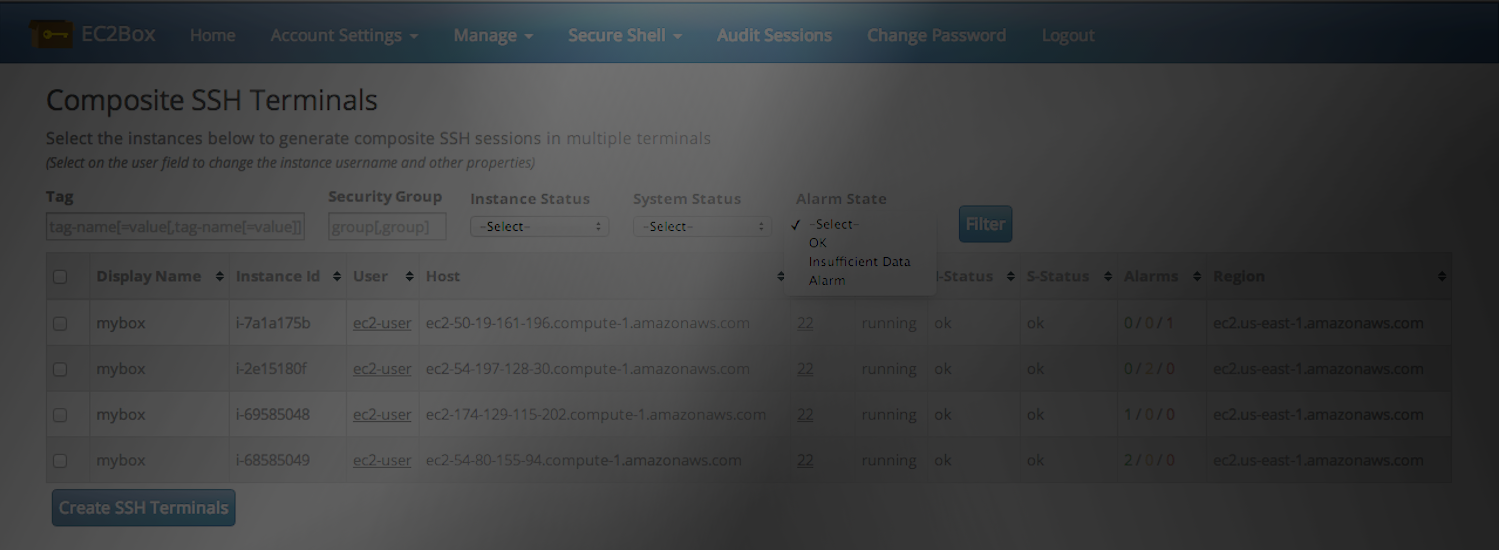 EC2Box Home Account Settings Manage Secure Shell Audit Sessions Change Password Logout
Composite SSH Terminals
Select the instances below to generate composite SSH sessions in multiple terminals
(Select on the user field to change the instance username and other properties)
Tag Security Group Instance Status System Status Alarm State
tag-name[=value[,tag-name[=value]] group[,group] -Select- -Select- ✓ -Select- Filter
OK
Insufficient Data
Alarm
Display Name Instance Id User Host I-Status S-Status Alarms Region
mybox i-7a1a175b ec2-user ec2-50-19-161-196.compute-1.amazonaws.com 22 running ok ok 0 / 0 / 1 ec2.us-east-1.amazonaws.com
mybox i-2e15180f ec2-user ec2-54-197-128-30.compute-1.amazonaws.com 22 running ok ok 0 / 2 / 0 ec2.us-east-1.amazonaws.com
mybox i-69585048 ec2-user ec2-174-129-115-202.compute-1.amazonaws.com 22 running ok ok 1 / 0 / 0 ec2.us-east-1.amazonaws.com
mybox i-68585049 ec2-user ec2-54-80-155-94.compute-1.amazonaws.com 22 running ok ok 2 / 0 / 0 ec2.us-east-1.amazonaws.com
Create SSH Terminals